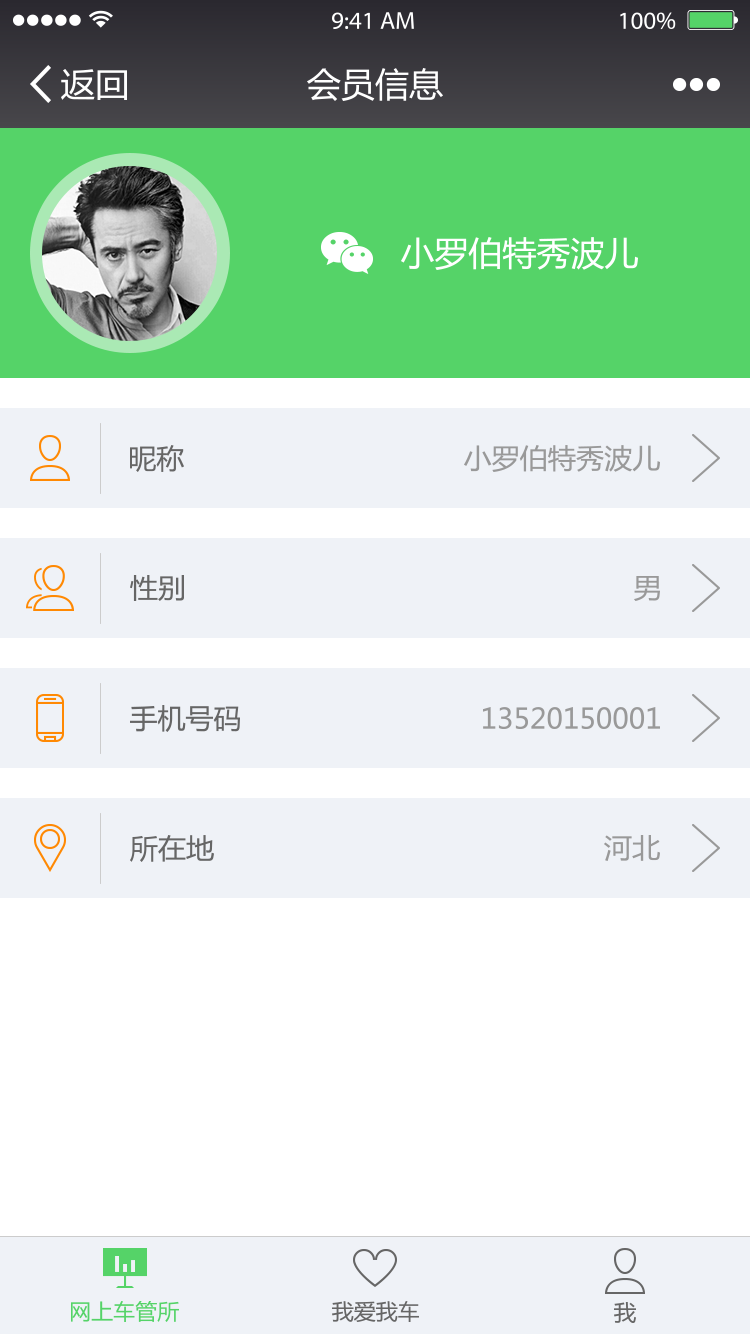 9:41 AM 100%
返回 会员信息
小罗伯特秀波儿
昵称 小罗伯特秀波儿
性别 男
手机号码 13520150001
所在地 河北
网上车管所 我爱我车 我